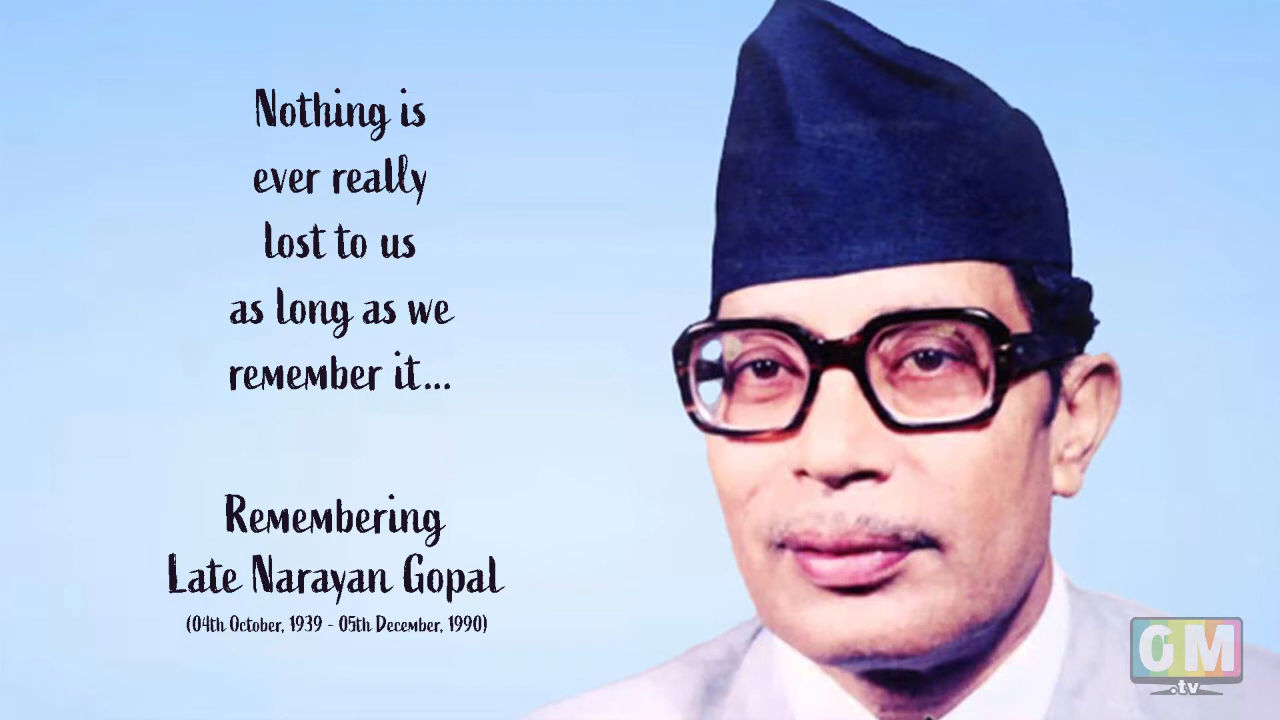 Nothing is
ever really
lost to us
as long as we
remember it...
Remembering
Late Narayan Gopal
(04th October, 1939 - 05th December, 1990)
GM
.tv